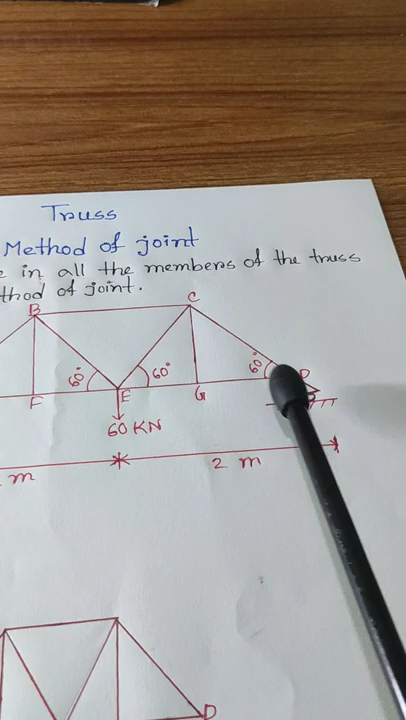 Truss
Method of joint
e in all the members of the truss
thod of joint.
B
C
60°
60°
60°
D
F
E
G
60 KN
m
2 m
D